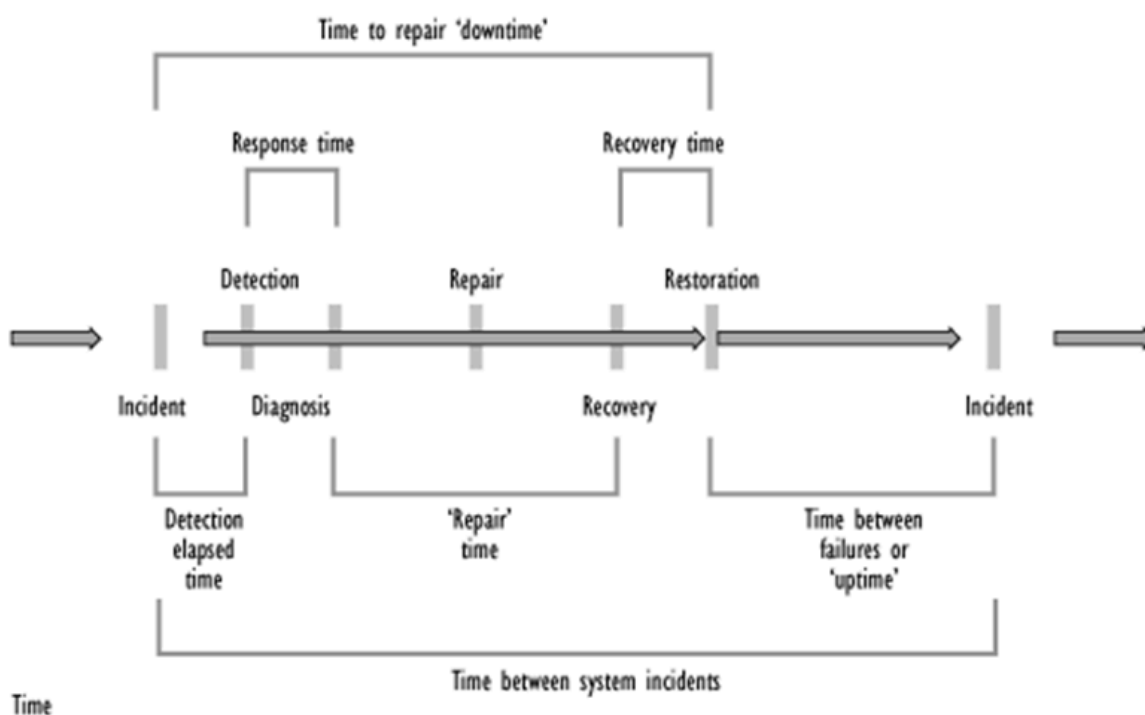 Time to repair ‘downtime’
Response time
Recovery time
Detection
Repair
Restoration
Incident
Diagnosis
Recovery
Incident
Detection
elapsed
time
‘Repair’
time
Time between
failures or
‘uptime’
Time between system incidents
Time